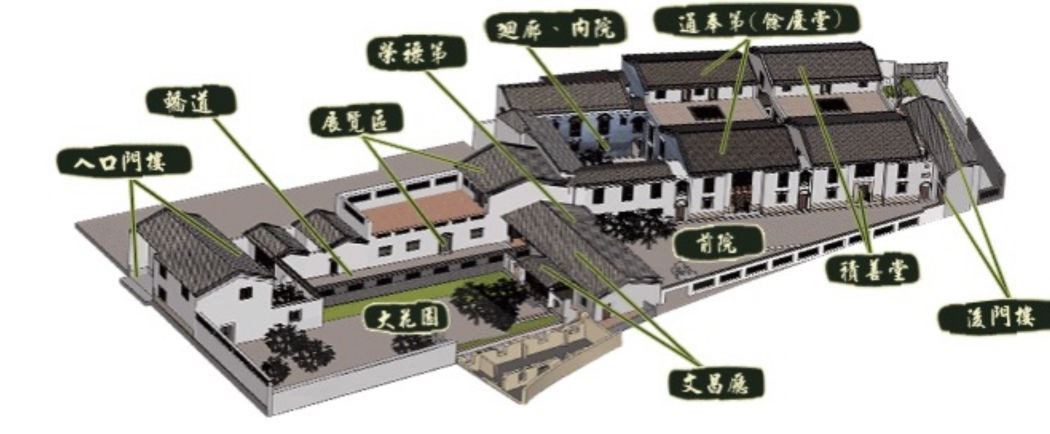 通奉第(餘慶堂)
迴廊、內院
榮祿第
轎道
展覽區
入口門樓
前院
積善堂
大花園
後門樓
文昌廳